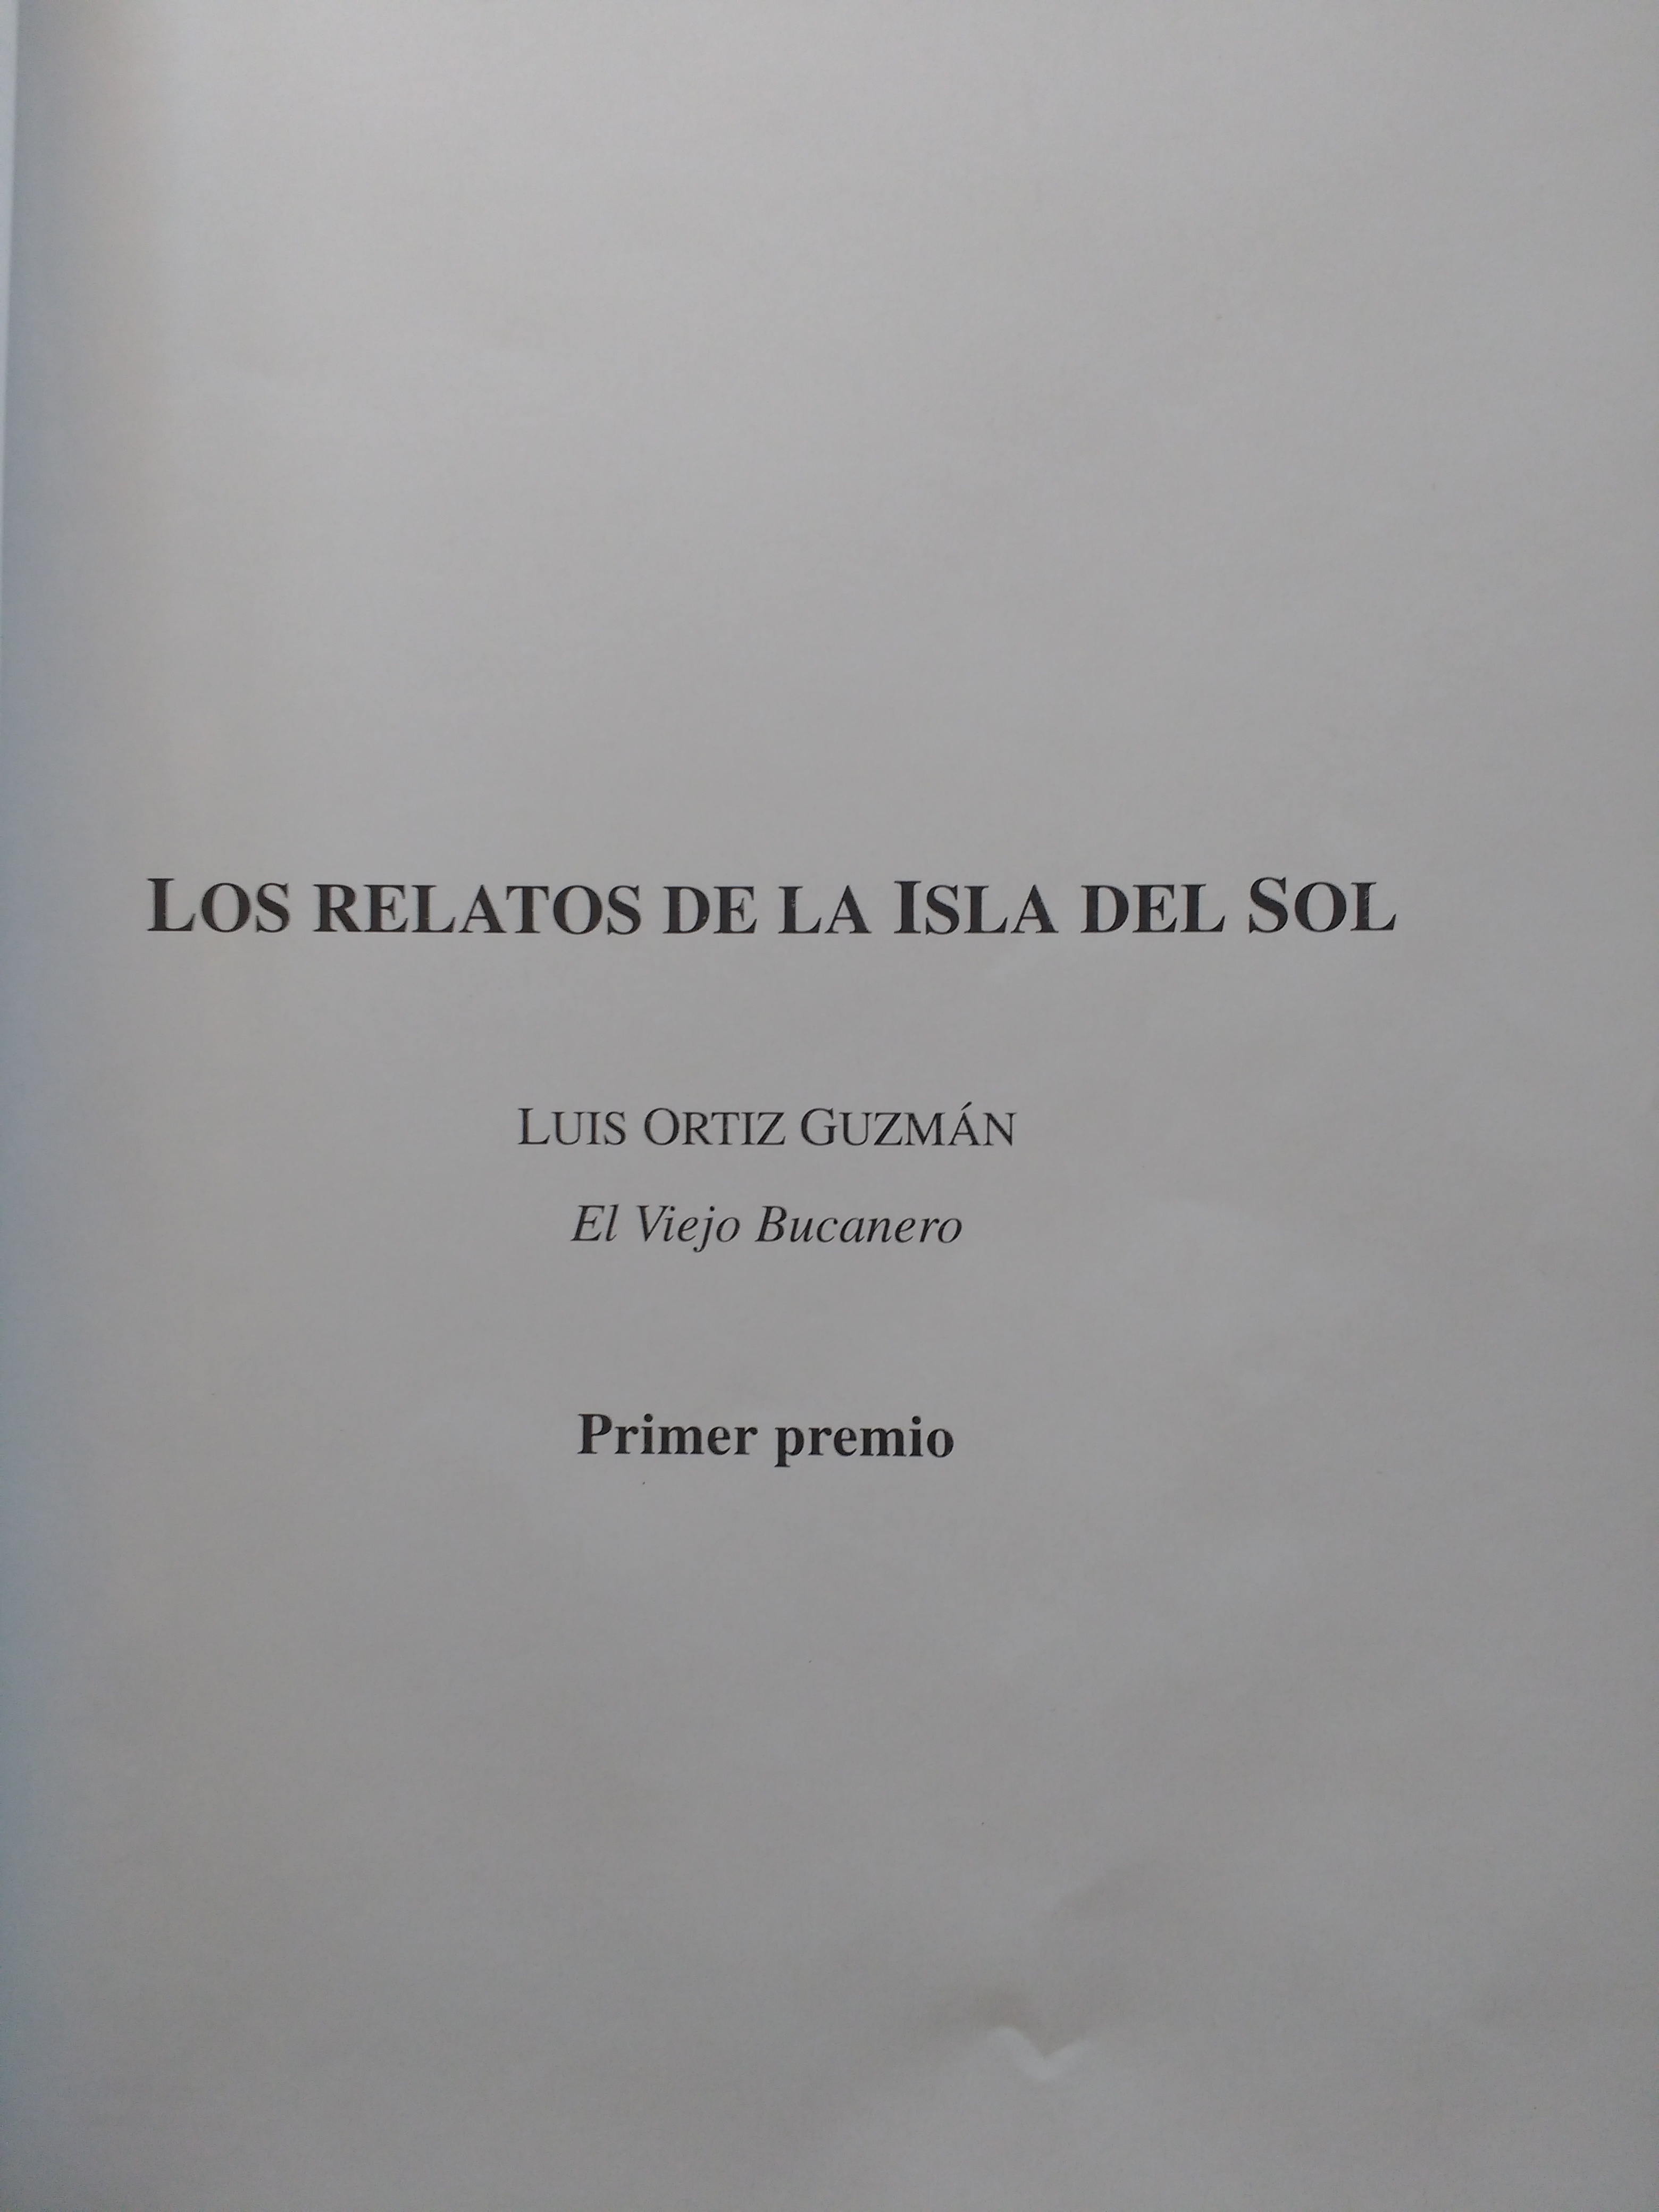 LOS RELATOS DE LA ISLA DEL SOL
LUIS ORTIZ GUZMÁN
El Viejo Bucanero
Primer premio